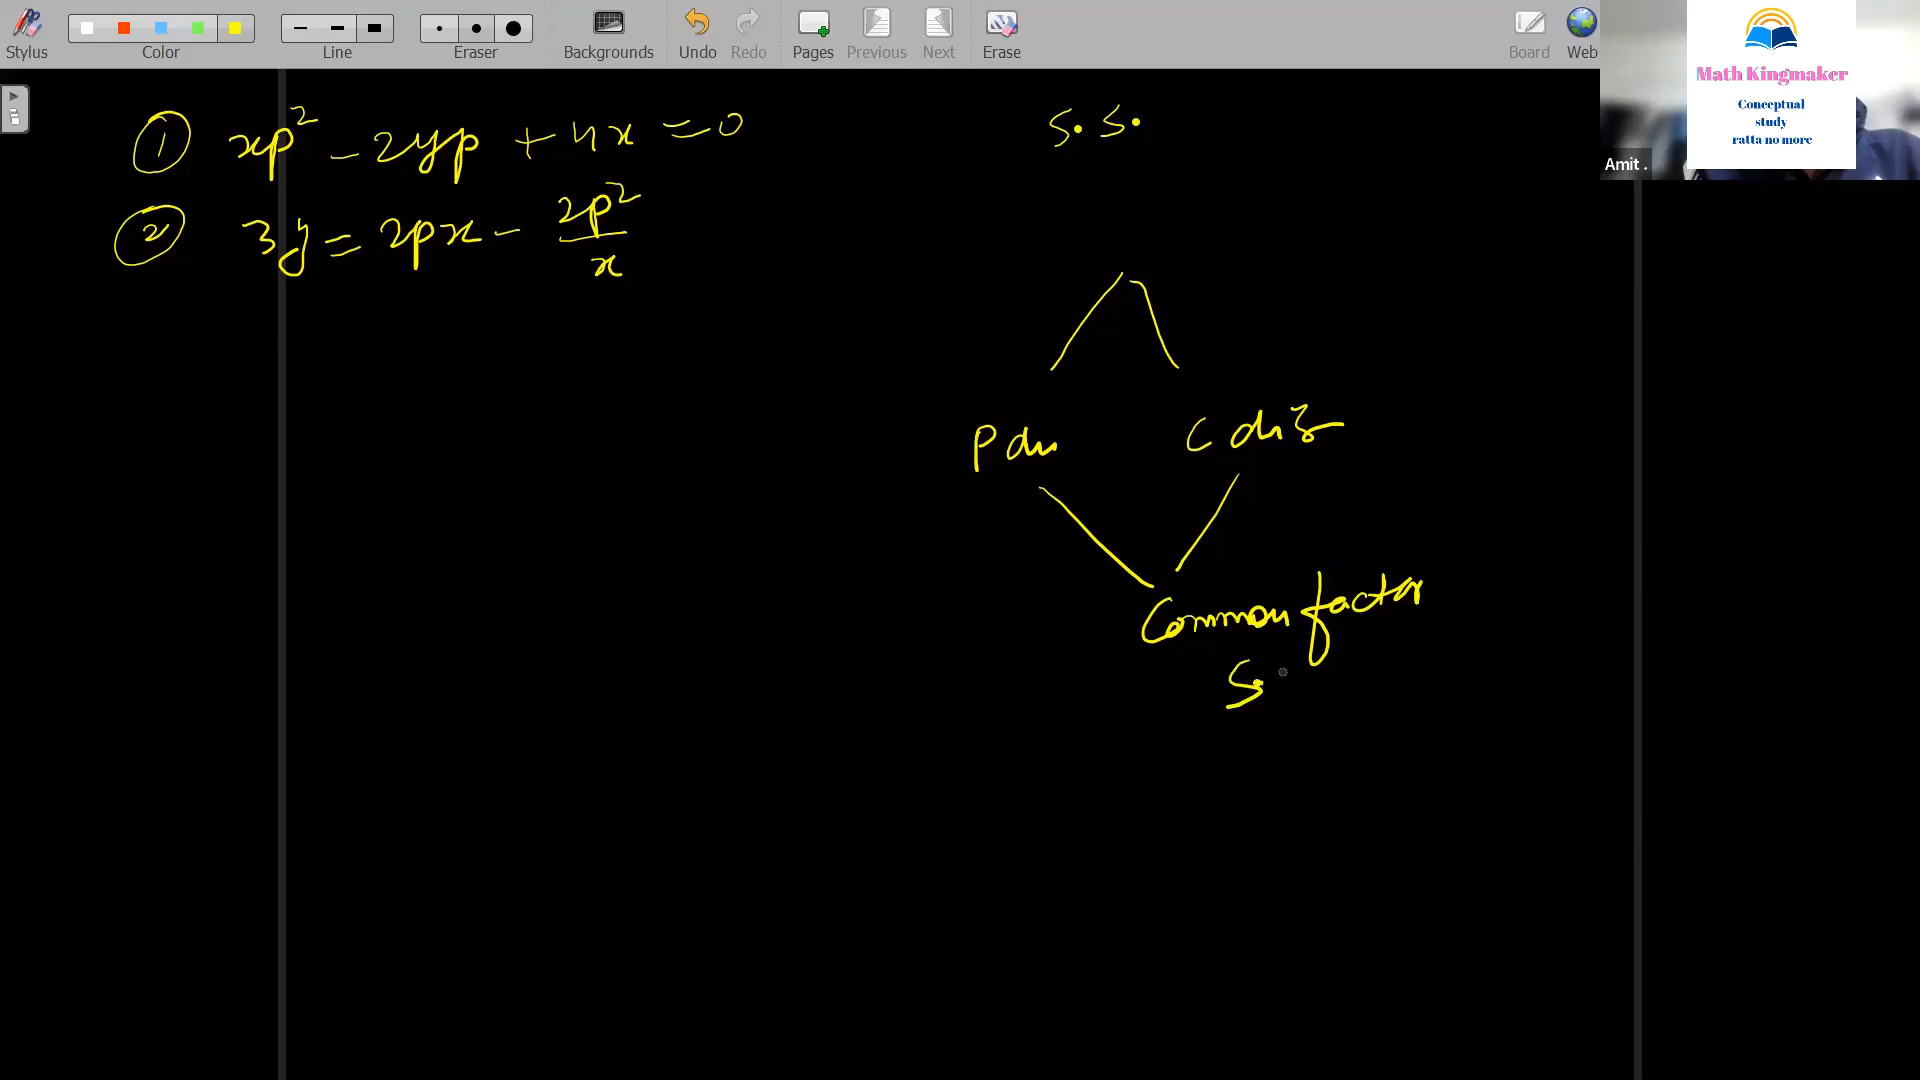 Stylus Color Line Eraser Backgrounds Undo Redo Pages Previous Next Erase Board Web
Math Kingmaker
Conceptual
study
ratta no more
Amit .
① xp² - 2yp + 4x = 0
S. S.
② 3y = 2px - 2p²/x
P dis
C dis
Common factor
S.